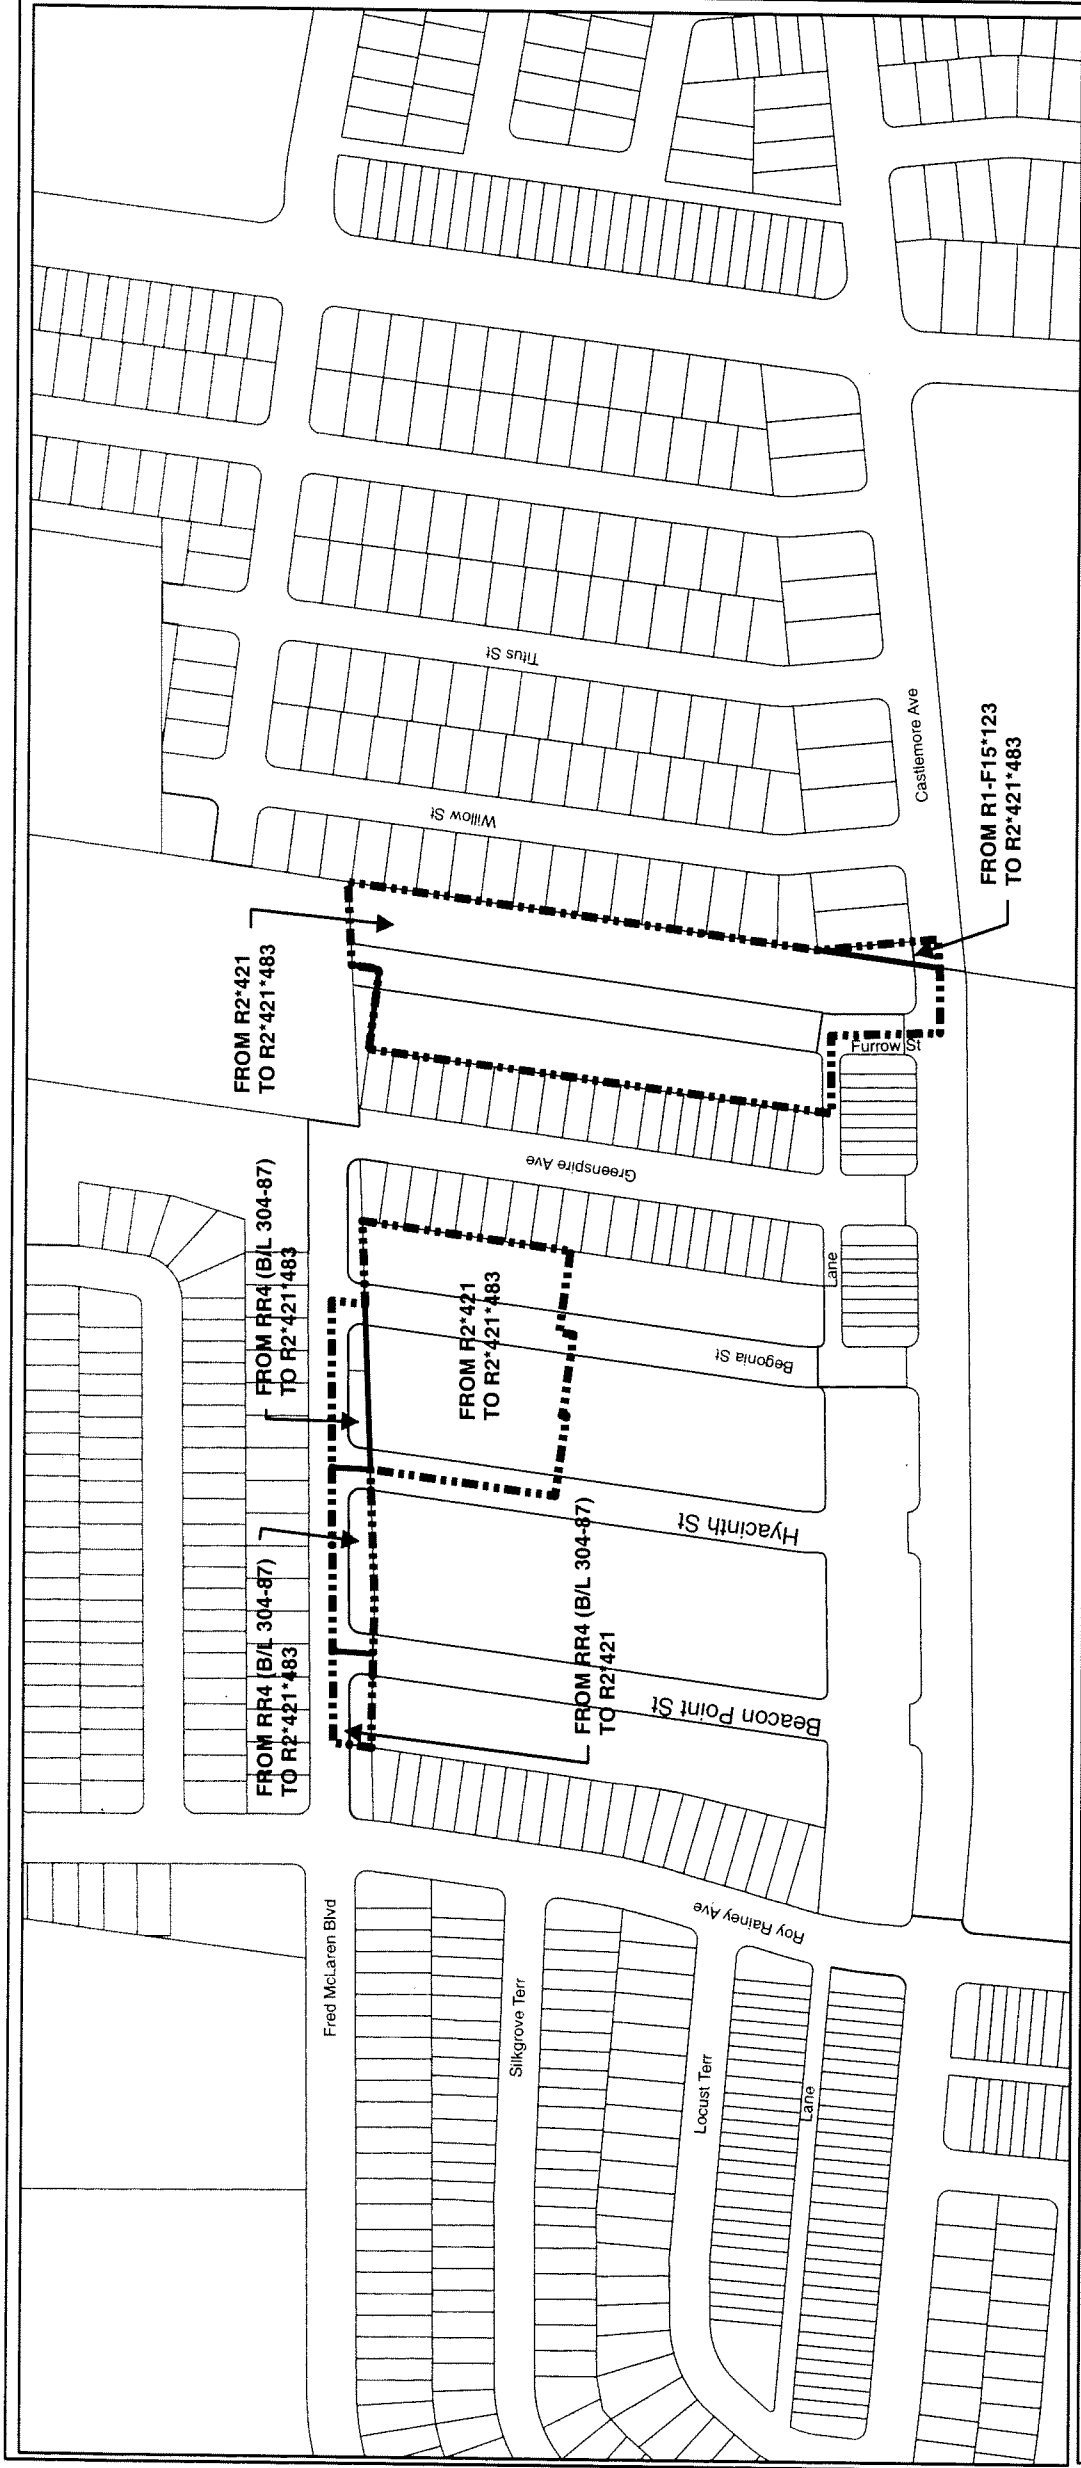 Fred McLaren Blvd
Silkgrove Terr
Locust Terr
Lane
Roy Rainey Ave
FROM RR4 (B/L 304-87)
TO R2*421*483
FROM RR4 (B/L 304-87)
TO R2*421*483
FROM RR4 (B/L 304-87)
TO R2*421
Beacon Point St
Hyacinth St
FROM R2*421
TO R2*421*483
Begonia St
Lane
Greenspire Ave
FROM R2*421
TO R2*421*483
Furrow St
Willow St
Titus St
Castlemore Ave
FROM R1-F15*123
TO R2*421*483